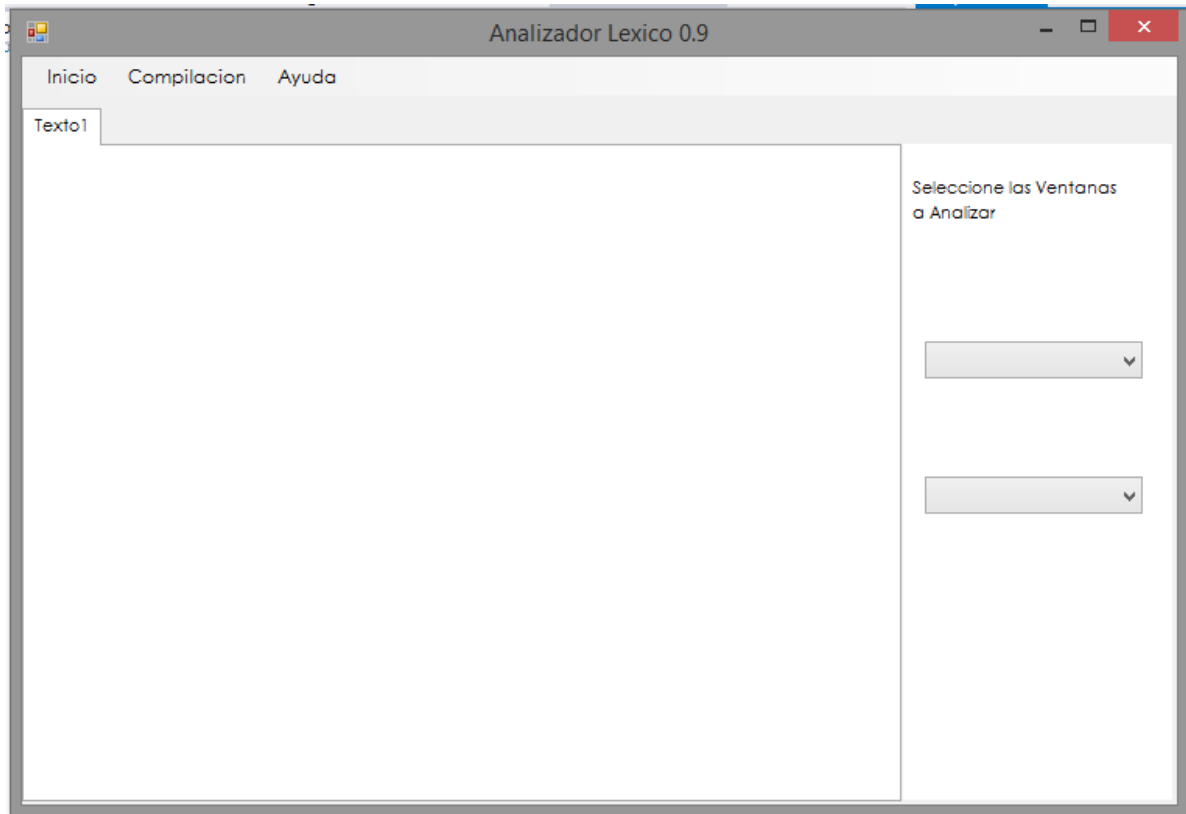 Analizador Lexico 0.9
Inicio Compilacion Ayuda
Texto1
Seleccione las Ventanas
a Analizar